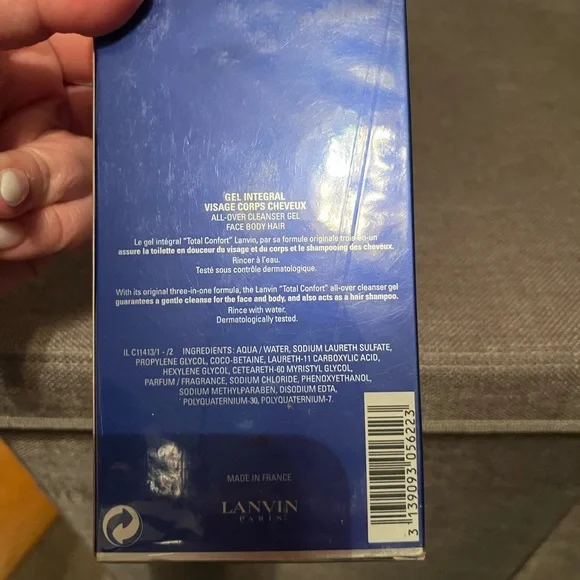 GEL INTEGRAL
VISAGE CORPS CHEVEUX
ALL-OVER CLEANSER GEL
FACE BODY HAIR
Le gel intégral "Total Confort" Lanvin, par sa formule originale trois-en-un
assure la toilette en douceur du visage et du corps et le shampooing des cheveux.
Rincer à l'eau.
Testé sous contrôle dermatologique.
With its original three-in-one formula, the Lanvin "Total Confort" all-over cleanser gel
guarantees a gentle cleanse for the face and body, and also acts as a hair shampoo.
Rince with water.
Dermatologically tested.
IL C11413/1 - /2 INGREDIENTS: AQUA / WATER, SODIUM LAURETH SULFATE,
PROPYLENE GLYCOL, COCO-BETAINE, LAURETH-11 CARBOXYLIC ACID,
HEXYLENE GLYCOL, CETEARETH-60 MYRISTYL GLYCOL,
PARFUM / FRAGRANCE, SODIUM CHLORIDE, PHENOXYETHANOL,
SODIUM METHYLPARABEN, DISODIUM EDTA,
POLYQUATERNIUM-30, POLYQUATERNIUM-7.
MADE IN FRANCE
LANVIN
PARIS
3 139093 056223